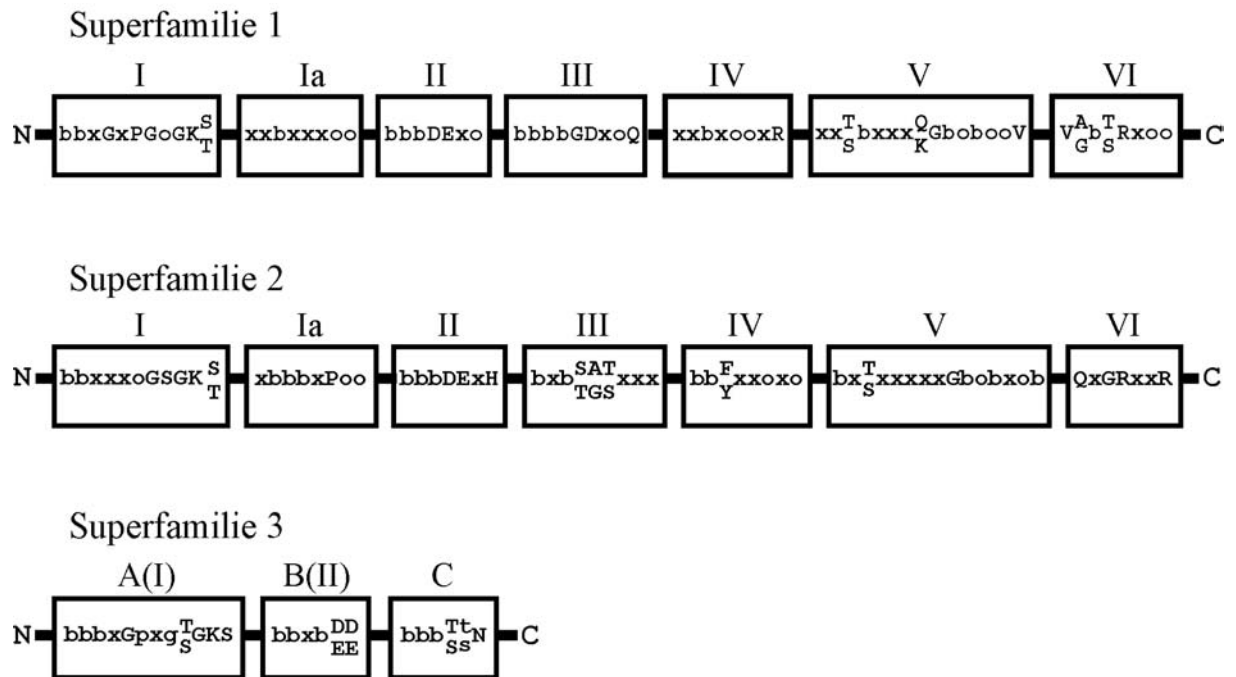 Superfamilie 1
I Ia II III IV V VI
S T Q A T
N bbxGxPGoGK xxbxxxoo bbbDExo bbbbGDxoQ xxbxooxR xx bxxx GbobooV V b Rxoo C
T S K G S
Superfamilie 2
I Ia II III IV V VI
S SAT F T
N bbxxxoGSGK xbbbxPoo bbbDExH bxb xxx bb xxoxo bx xxxxxGbobxob QxGRxxR C
T TGS Y S
Superfamilie 3
A(I) B(II) C
T DD Tt
N bbbxGpxg GKS bbxb bbb N C
S EE Ss